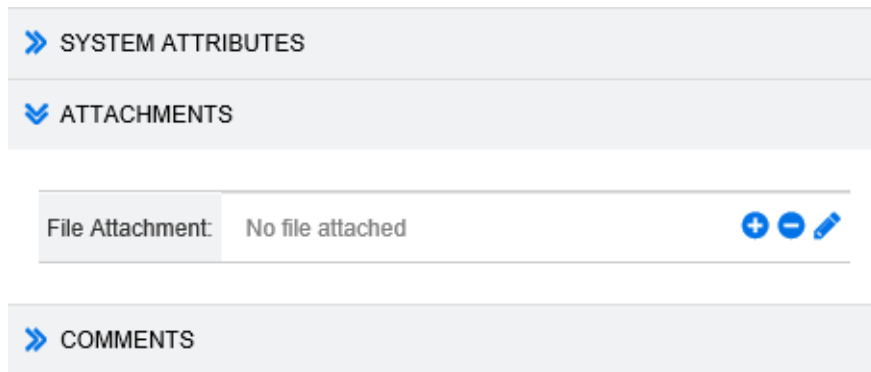 SYSTEM ATTRIBUTES
ATTACHMENTS
File Attachment: No file attached
COMMENTS